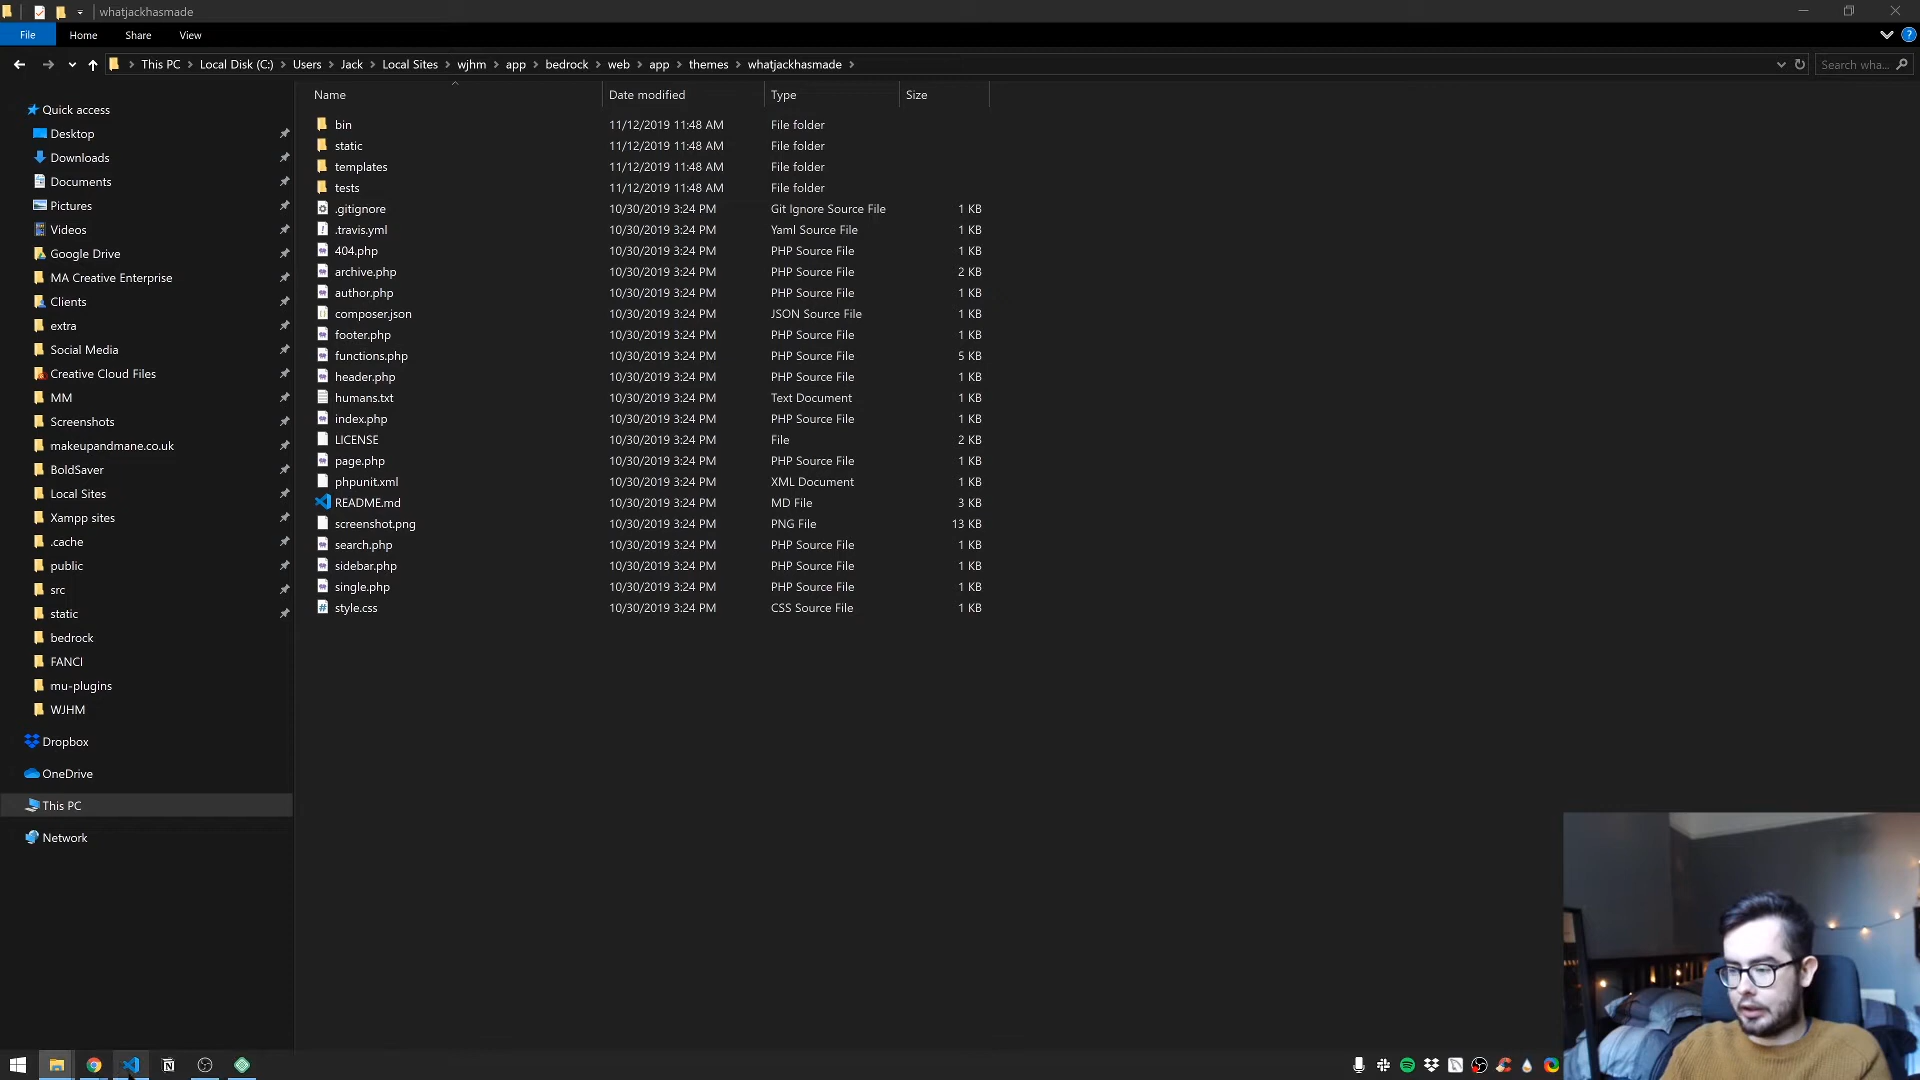 whatjackhasmade
File Home Share View
This PC Local Disk (C:) Users Jack Local Sites wjhm app bedrock web app themes whatjackhasmade Search wha...
Name Date modified Type Size
Quick access
Desktop
Downloads
Documents
Pictures
Videos
Google Drive
MA Creative Enterprise
Clients
extra
Social Media
Creative Cloud Files
MM
Screenshots
makeupandmane.co.uk
BoldSaver
Local Sites
Xampp sites
.cache
public
src
static
bedrock
FANCI
mu-plugins
WJHM
Dropbox
OneDrive
This PC
Network
bin 11/12/2019 11:48 AM File folder
static 11/12/2019 11:48 AM File folder
templates 11/12/2019 11:48 AM File folder
tests 11/12/2019 11:48 AM File folder
.gitignore 10/30/2019 3:24 PM Git Ignore Source File 1 KB
.travis.yml 10/30/2019 3:24 PM Yaml Source File 1 KB
404.php 10/30/2019 3:24 PM PHP Source File 1 KB
archive.php 10/30/2019 3:24 PM PHP Source File 2 KB
author.php 10/30/2019 3:24 PM PHP Source File 1 KB
composer.json 10/30/2019 3:24 PM JSON Source File 1 KB
footer.php 10/30/2019 3:24 PM PHP Source File 1 KB
functions.php 10/30/2019 3:24 PM PHP Source File 5 KB
header.php 10/30/2019 3:24 PM PHP Source File 1 KB
humans.txt 10/30/2019 3:24 PM Text Document 1 KB
index.php 10/30/2019 3:24 PM PHP Source File 1 KB
LICENSE 10/30/2019 3:24 PM File 2 KB
page.php 10/30/2019 3:24 PM PHP Source File 1 KB
phpunit.xml 10/30/2019 3:24 PM XML Document 1 KB
README.md 10/30/2019 3:24 PM MD File 3 KB
screenshot.png 10/30/2019 3:24 PM PNG File 13 KB
search.php 10/30/2019 3:24 PM PHP Source File 1 KB
sidebar.php 10/30/2019 3:24 PM PHP Source File 1 KB
single.php 10/30/2019 3:24 PM PHP Source File 1 KB
style.css 10/30/2019 3:24 PM CSS Source File 1 KB